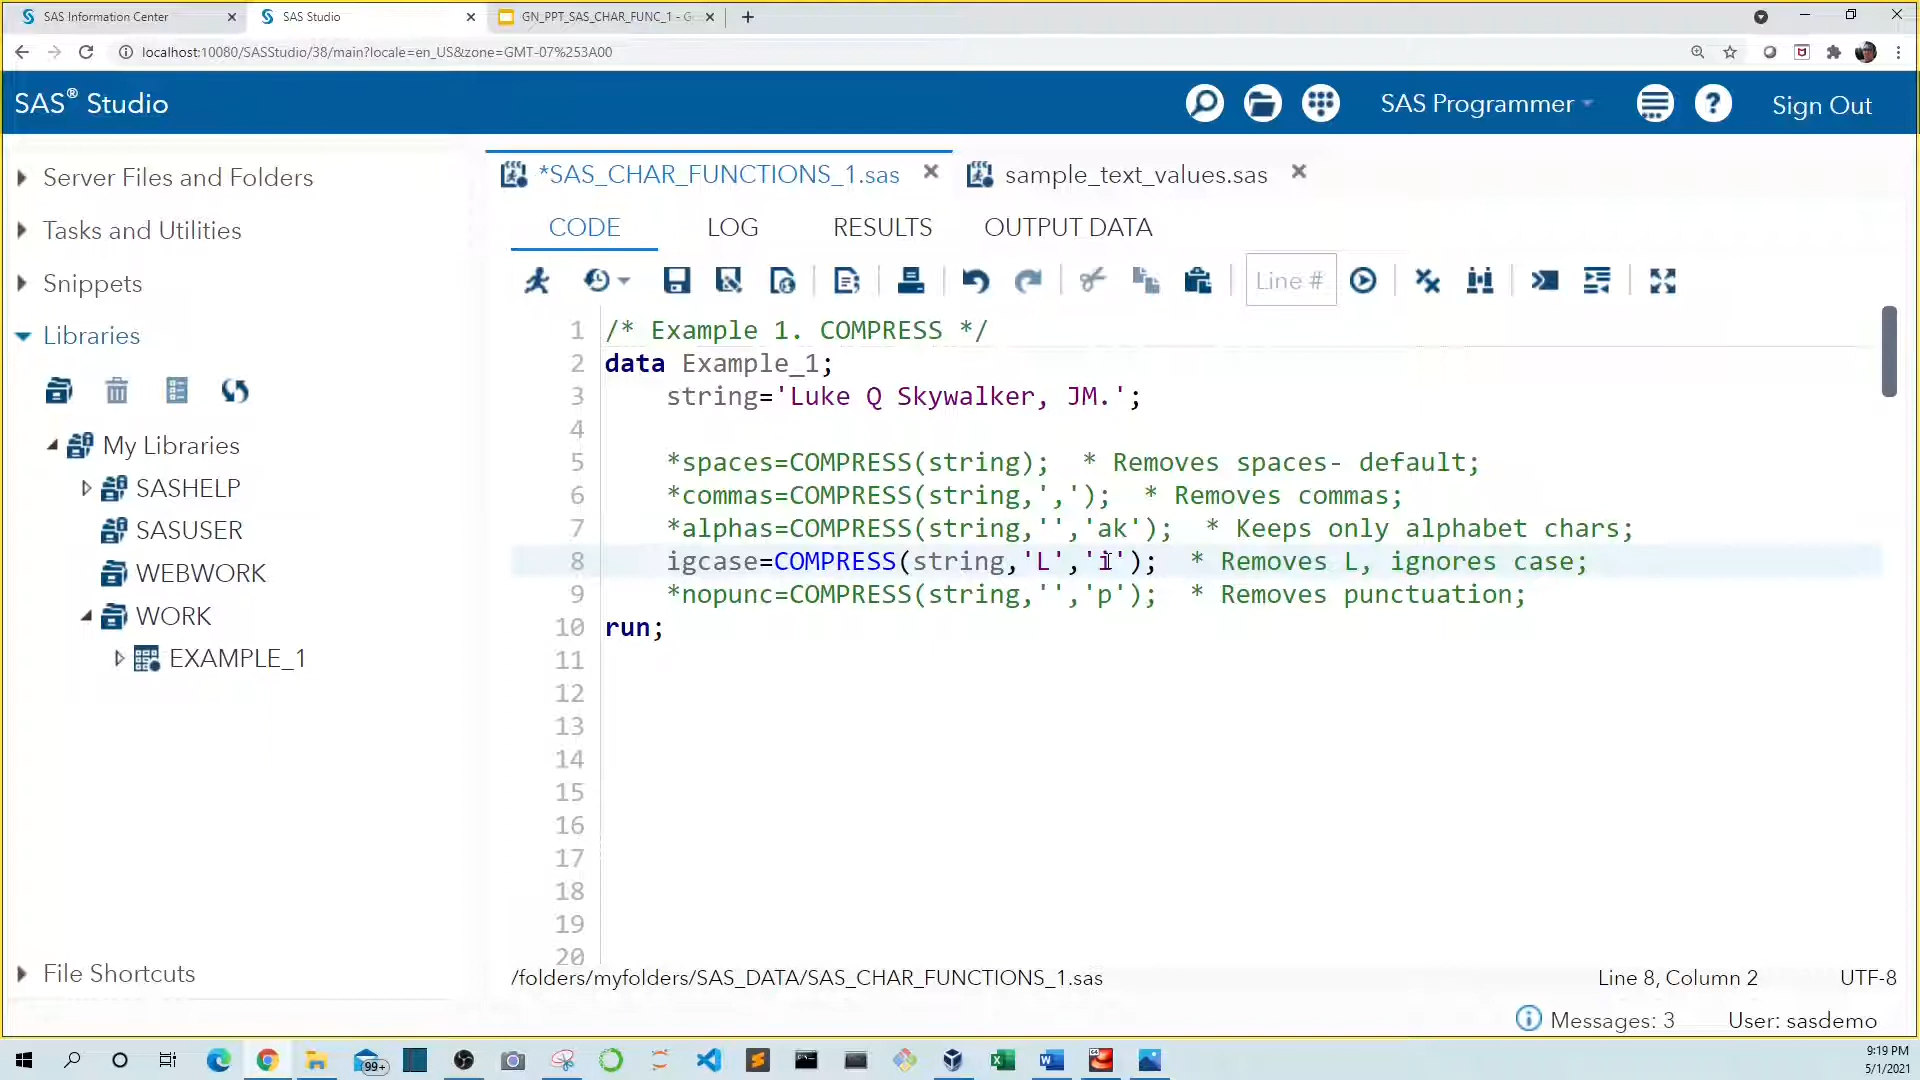 SAS Information Center
SAS Studio
GN_PPT_SAS_CHAR_FUNC_1 - G
localhost:10080/SASStudio/38/main?locale=en_US&zone=GMT-07%253A00
SAS® Studio
SAS Programmer
Sign Out
Server Files and Folders
Tasks and Utilities
Snippets
Libraries
My Libraries
SASHELP
SASUSER
WEBWORK
WORK
EXAMPLE_1
File Shortcuts
*SAS_CHAR_FUNCTIONS_1.sas
sample_text_values.sas
CODE LOG RESULTS OUTPUT DATA
Line #
1 /* Example 1. COMPRESS */
2 data Example_1;
3 string='Luke Q Skywalker, JM.';
4
5 *spaces=COMPRESS(string); * Removes spaces- default;
6 *commas=COMPRESS(string,','); * Removes commas;
7 *alphas=COMPRESS(string,'','ak'); * Keeps only alphabet chars;
8 igcase=COMPRESS(string,'L','i'); * Removes L, ignores case;
9 *nopunc=COMPRESS(string,'','p'); * Removes punctuation;
10 run;
11
12
13
14
15
16
17
18
19
20
/folders/myfolders/SAS_DATA/SAS_CHAR_FUNCTIONS_1.sas
Line 8, Column 2
UTF-8
Messages: 3
User: sasdemo
99+
9:19 PM
5/1/2021